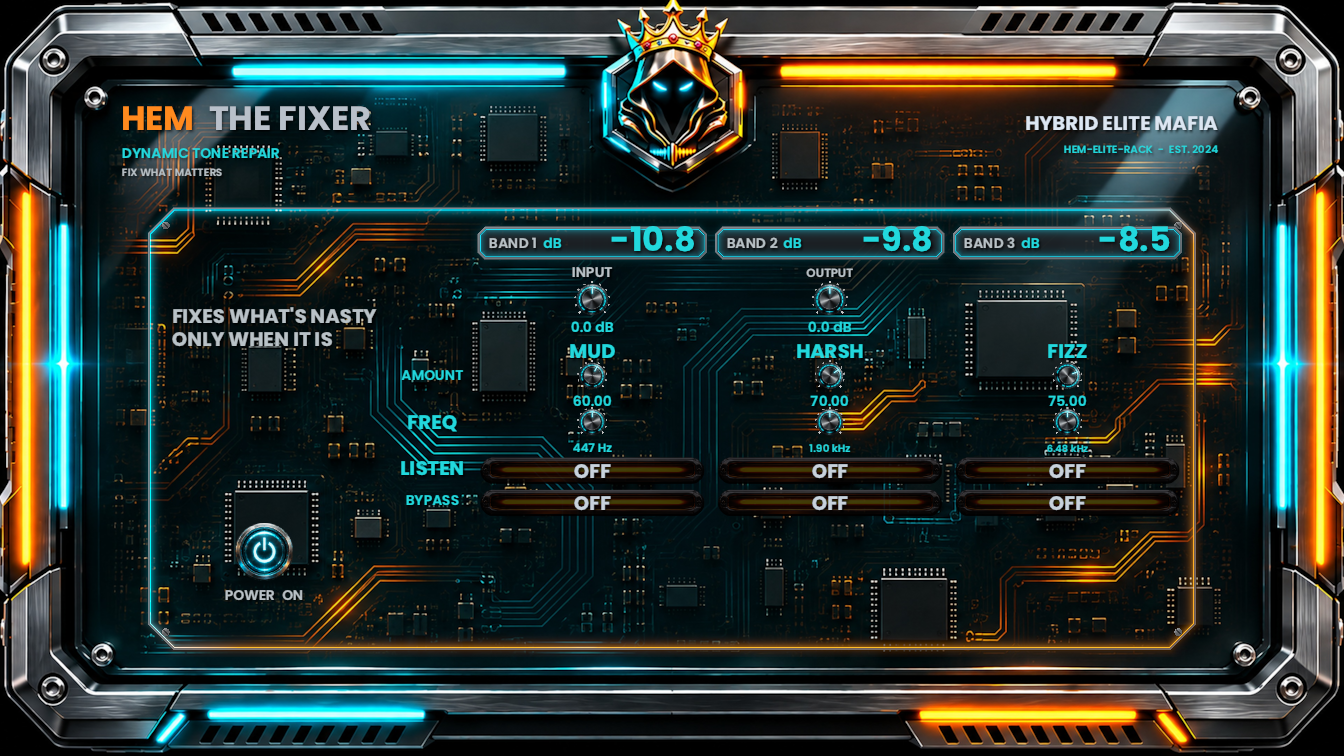 HEM THE FIXER
DYNAMIC TONE REPAIR
FIX WHAT MATTERS
HYBRID ELITE MAFIA
HEM-ELITE-RACK - EST. 2024
BAND 1 dB -10.8
BAND 2 dB -9.8
BAND 3 dB -8.5
INPUT OUTPUT
0.0 dB 0.0 dB
FIXES WHAT'S NASTY
ONLY WHEN IT IS
MUD HARSH FIZZ
AMOUNT
60.00 70.00 75.00
FREQ
447 Hz 1.90 kHz 6.48 kHz
LISTEN OFF OFF OFF
BYPASS OFF OFF OFF
POWER ON